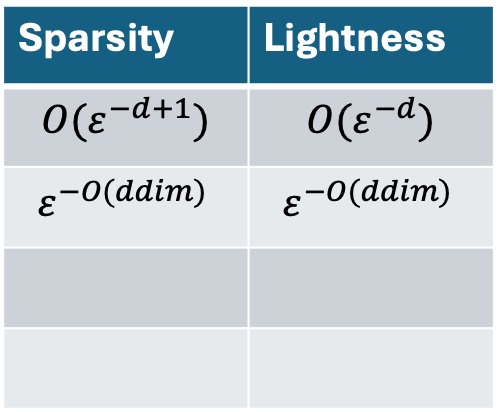 Sparsity Lightness
O(ε^{-d+1}) O(ε^{-d})
ε^{-O(ddim)} ε^{-O(ddim)}